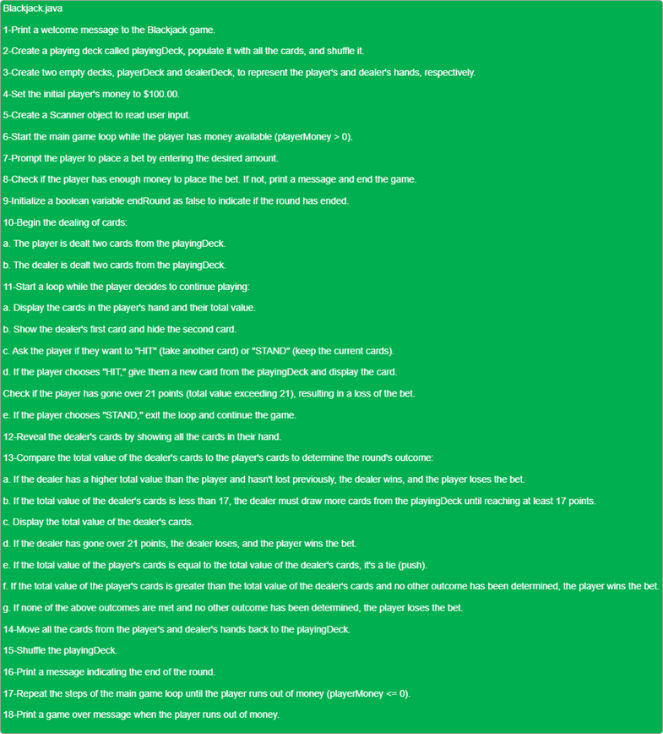 Blackjack.java
1-Print a welcome message to the Blackjack game.
2-Create a playing deck called playingDeck, populate it with all the cards, and shuffle it.
3-Create two empty decks, playerDeck and dealerDeck, to represent the player's and dealer's hands, respectively.
4-Set the initial player's money to $100.00.
5-Create a Scanner object to read user input.
6-Start the main game loop while the player has money available (playerMoney > 0).
7-Prompt the player to place a bet by entering the desired amount.
8-Check if the player has enough money to place the bet. If not, print a message and end the game.
9-Initialize a boolean variable endRound as false to indicate if the round has ended.
10-Begin the dealing of cards:
a. The player is dealt two cards from the playingDeck.
b. The dealer is dealt two cards from the playingDeck.
11-Start a loop while the player decides to continue playing:
a. Display the cards in the player's hand and their total value.
b. Show the dealer's first card and hide the second card.
c. Ask the player if they want to "HIT" (take another card) or "STAND" (keep the current cards).
d. If the player chooses "HIT," give them a new card from the playingDeck and display the card.
Check if the player has gone over 21 points (total value exceeding 21), resulting in a loss of the bet.
e. If the player chooses "STAND," exit the loop and continue the game.
12-Reveal the dealer's cards by showing all the cards in their hand.
13-Compare the total value of the dealer's cards to the player's cards to determine the round's outcome:
a. If the dealer has a higher total value than the player and hasn't lost previously, the dealer wins, and the player loses the bet.
b. If the total value of the dealer's cards is less than 17, the dealer must draw more cards from the playingDeck until reaching at least 17 points.
c. Display the total value of the dealer's cards.
d. If the dealer has gone over 21 points, the dealer loses, and the player wins the bet.
e. If the total value of the player's cards is equal to the total value of the dealer's cards, it's a tie (push).
f. If the total value of the player's cards is greater than the total value of the dealer's cards and no other outcome has been determined, the player wins the bet.
g. If none of the above outcomes are met and no other outcome has been determined, the player loses the bet.
14-Move all the cards from the player's and dealer's hands back to the playingDeck.
15-Shuffle the playingDeck.
16-Print a message indicating the end of the round.
17-Repeat the steps of the main game loop until the player runs out of money (playerMoney <= 0).
18-Print a game over message when the player runs out of money.